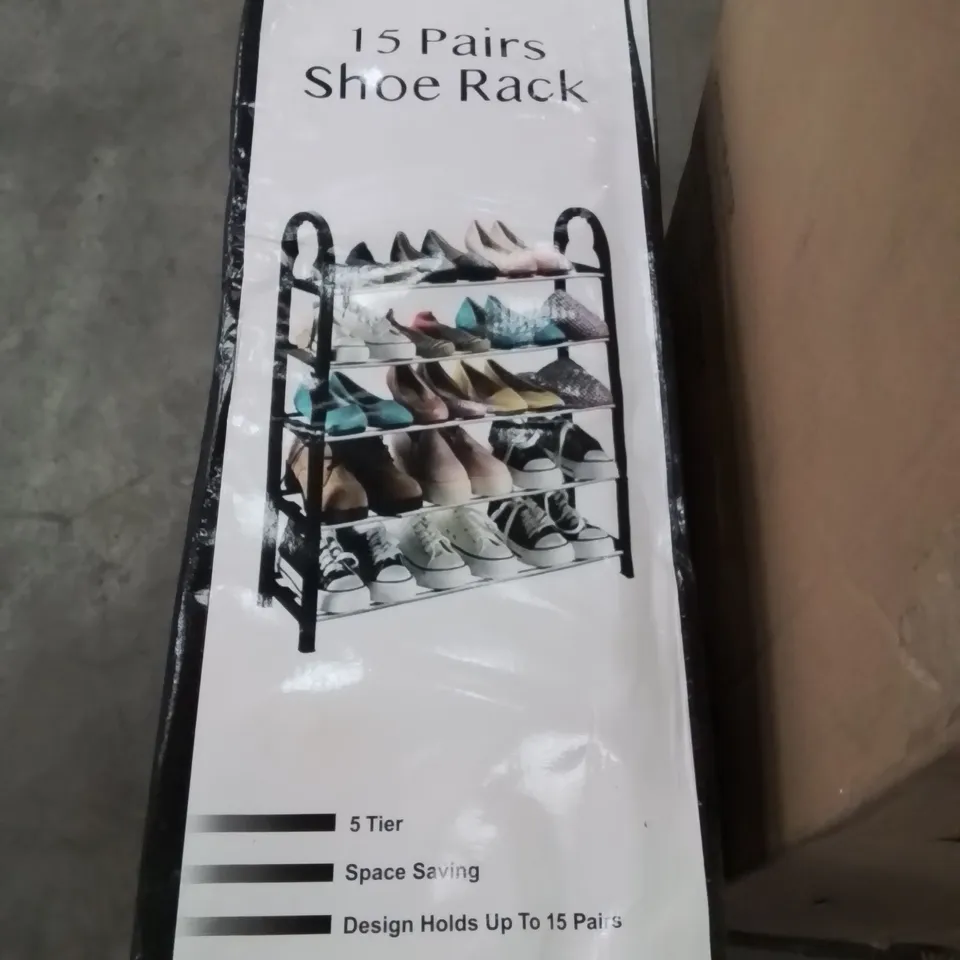 15 Pairs
Shoe Rack
5 Tier
Space Saving
Design Holds Up To 15 Pairs